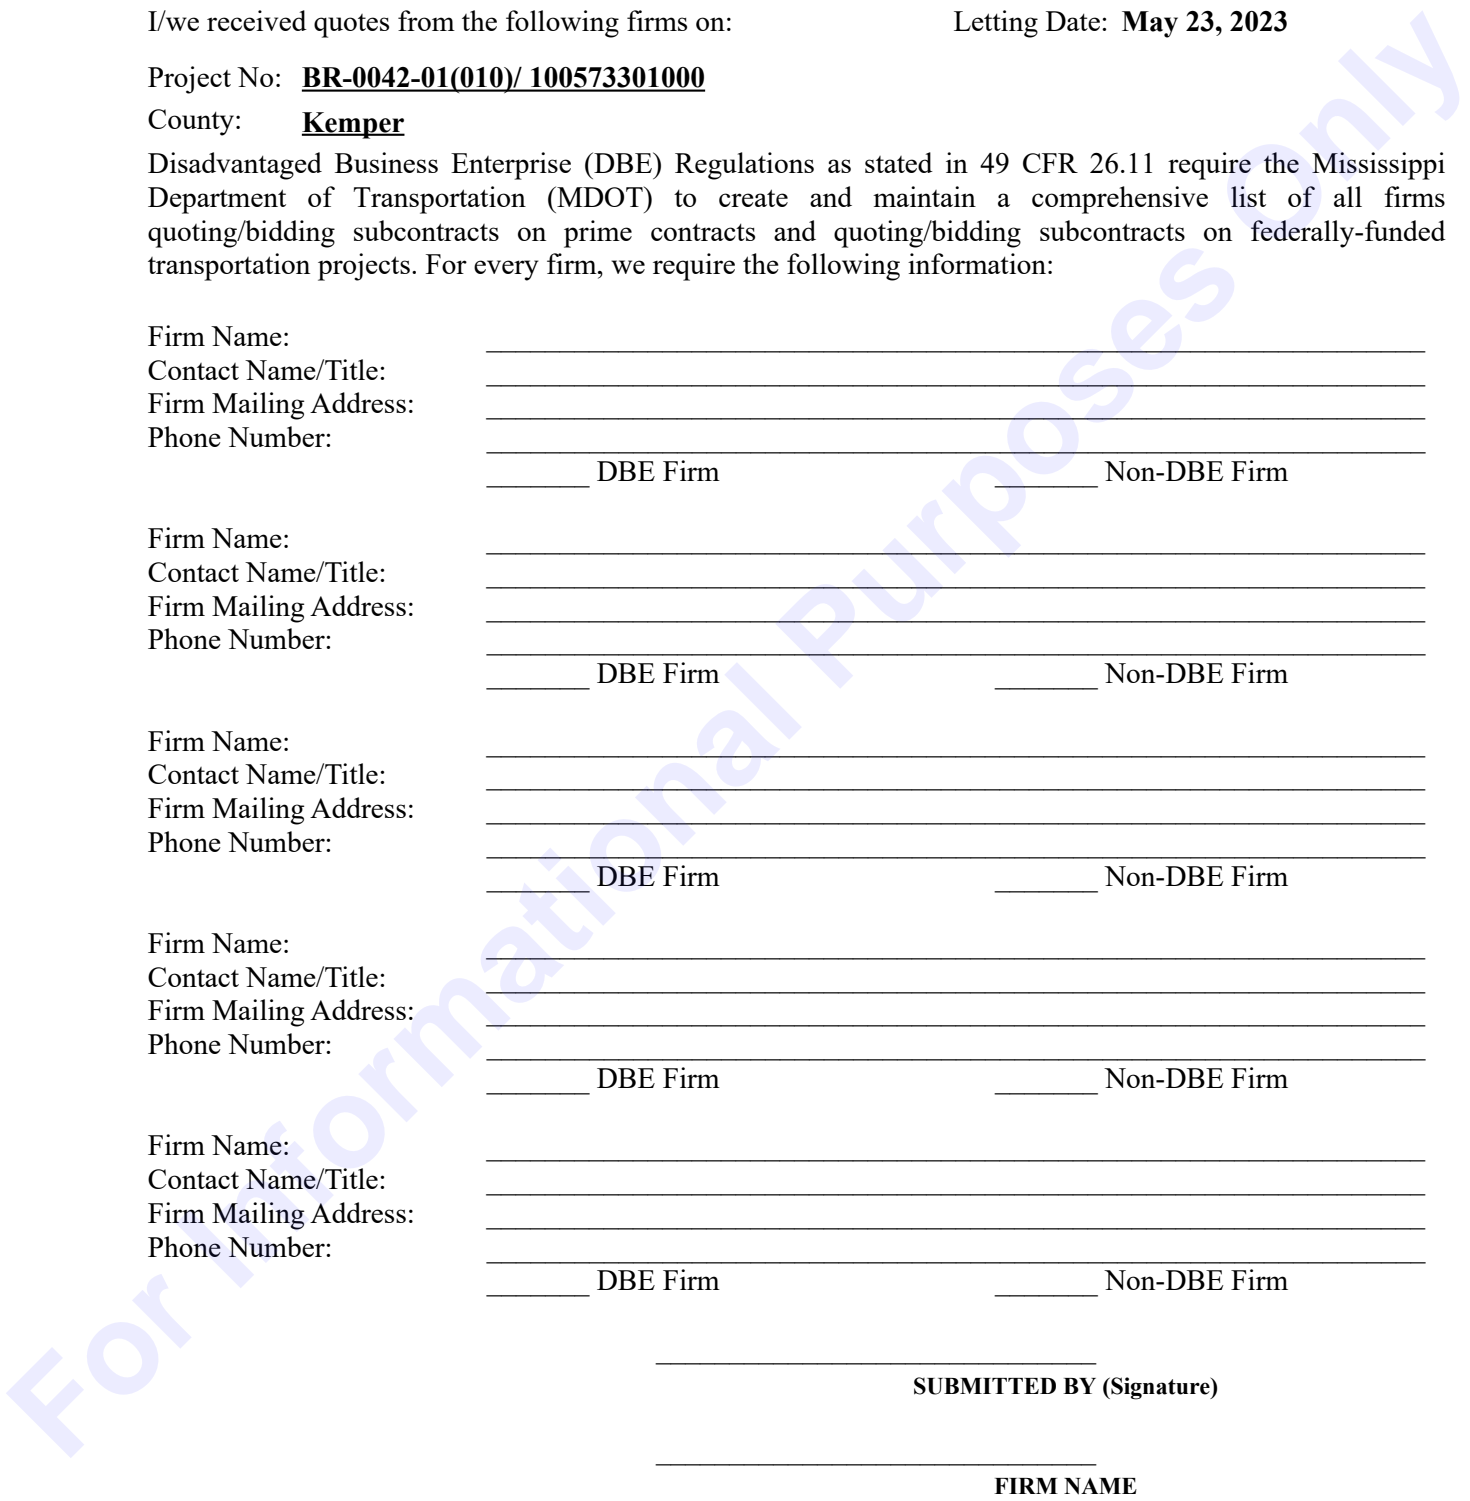 I/we received quotes from the following firms on: Letting Date: May 23, 2023
Project No: BR-0042-01(010)/ 100573301000
County: Kemper
Disadvantaged Business Enterprise (DBE) Regulations as stated in 49 CFR 26.11 require the Mississippi
Department of Transportation (MDOT) to create and maintain a comprehensive list of all firms
quoting/bidding subcontracts on prime contracts and quoting/bidding subcontracts on federally-funded
transportation projects. For every firm, we require the following information:
Firm Name:
Contact Name/Title:
Firm Mailing Address:
Phone Number:
DBE Firm Non-DBE Firm
Firm Name:
Contact Name/Title:
Firm Mailing Address:
Phone Number:
DBE Firm Non-DBE Firm
Firm Name:
Contact Name/Title:
Firm Mailing Address:
Phone Number:
DBE Firm Non-DBE Firm
Firm Name:
Contact Name/Title:
Firm Mailing Address:
Phone Number:
DBE Firm Non-DBE Firm
Firm Name:
Contact Name/Title:
Firm Mailing Address:
Phone Number:
DBE Firm Non-DBE Firm
SUBMITTED BY (Signature)
FIRM NAME
For Informational Purposes Only